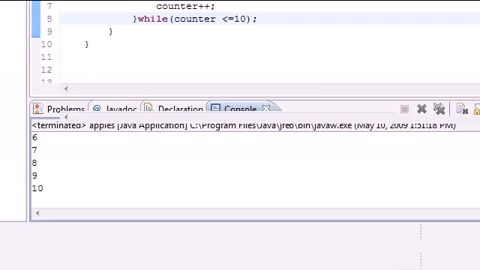 7 counter++;
8 }while(counter <=10);
9 }
10 }
11
12
Problems @ Javadoc Declaration Console
<terminated> apples [Java Application] C:\Program Files\Java\jre6\bin\javaw.exe (May 10, 2009 1:51:18 PM)
6
7
8
9
10